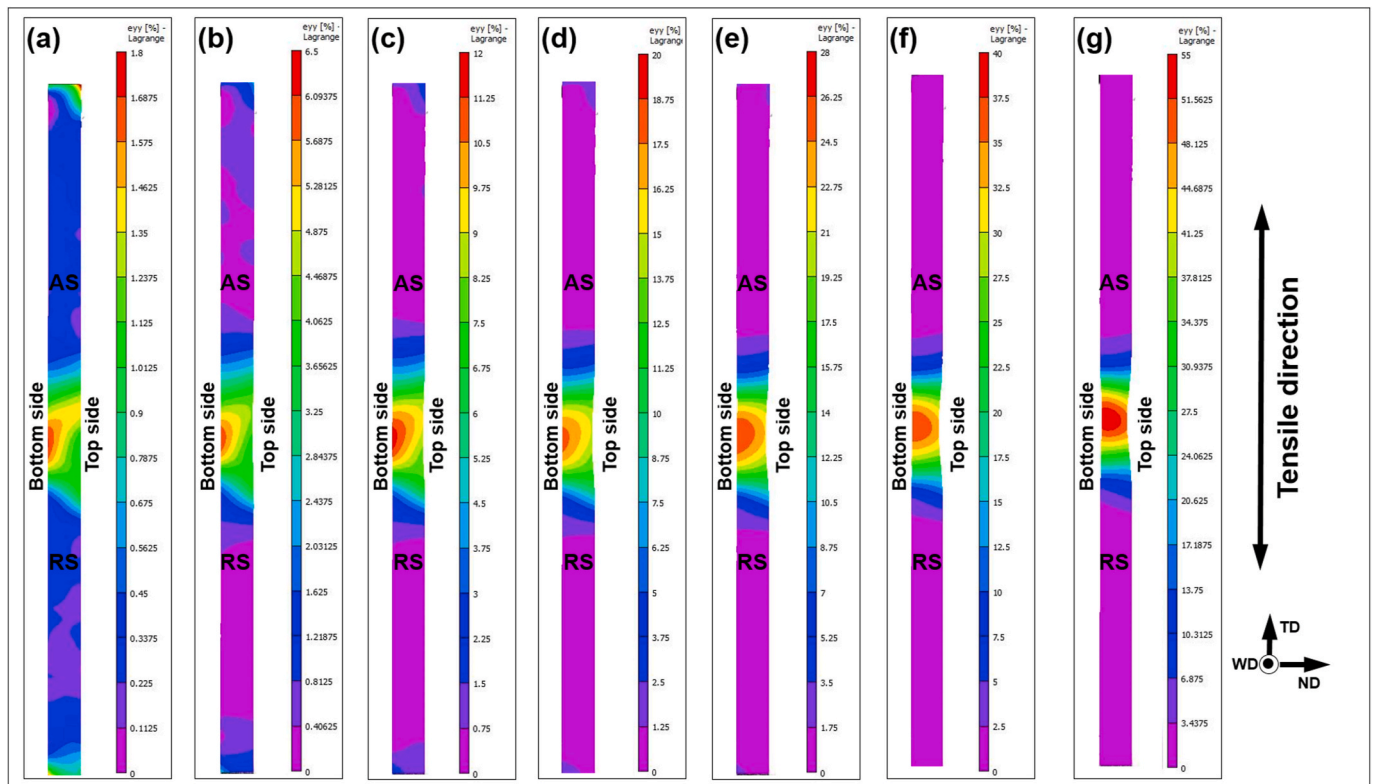 (a)
eyy [%] -
Lagrange
1.8
1.6875
1.575
1.4625
1.35
1.2375
1.125
1.0125
0.9
0.7875
0.675
0.5625
0.45
0.3375
0.225
0.1125
0
AS
RS
Bottom side
Top side
(b)
eyy [%] -
Lagrange
6.5
6.09375
5.6875
5.28125
4.875
4.46875
4.0625
3.65625
3.25
2.84375
2.4375
2.03125
1.625
1.21875
0.8125
0.40625
0
AS
RS
Bottom side
Top side
(c)
eyy [%] -
Lagrange
12
11.25
10.5
9.75
9
8.25
7.5
6.75
6
5.25
4.5
3.75
3
2.25
1.5
0.75
0
AS
RS
Bottom side
Top side
(d)
eyy [%] -
Lagrange
20
18.75
17.5
16.25
15
13.75
12.5
11.25
10
8.75
7.5
6.25
5
3.75
2.5
1.25
0
AS
RS
Bottom side
Top side
(e)
eyy [%] -
Lagrange
28
26.25
24.5
22.75
21
19.25
17.5
15.75
14
12.25
10.5
8.75
7
5.25
3.5
1.75
0
AS
RS
Bottom side
Top side
(f)
eyy [%] -
Lagrange
40
37.5
35
32.5
30
27.5
25
22.5
20
17.5
15
12.5
10
7.5
5
2.5
0
AS
RS
Bottom side
Top side
(g)
eyy [%] -
Lagrange
55
51.5625
48.125
44.6875
41.25
37.8125
34.375
30.9375
27.5
24.0625
20.625
17.1875
13.75
10.3125
6.875
3.4375
0
AS
RS
Bottom side
Top side
Tensile direction
TD
WD
ND